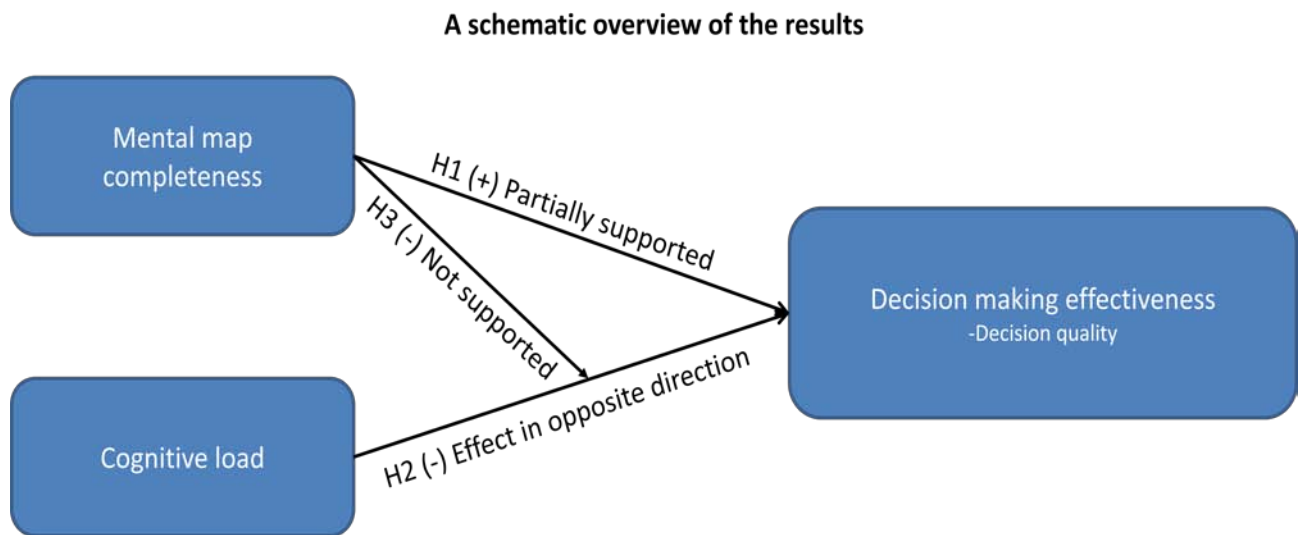 A schematic overview of the results
Mental map
completeness
H1 (+) Partially supported
H3 (-) Not supported
Decision making effectiveness
-Decision quality
Cognitive load
H2 (-) Effect in opposite direction